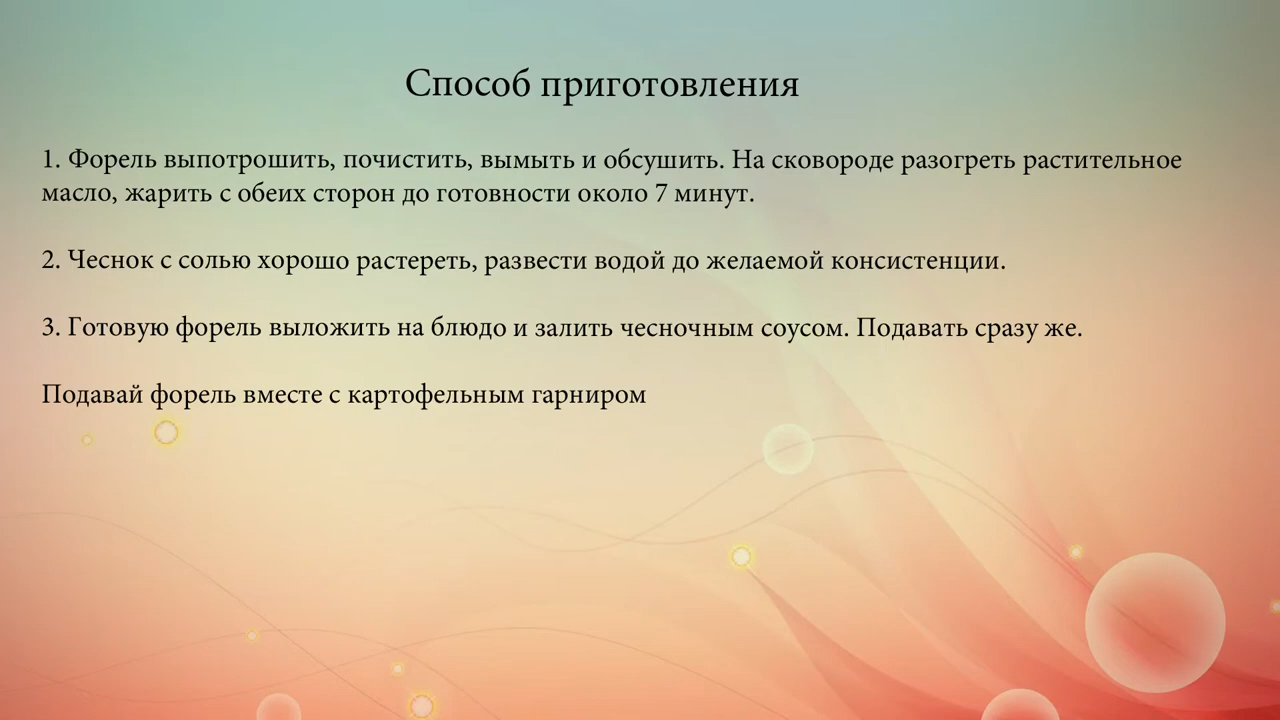 Способ приготовления
1. Форель выпотрошить, почистить, вымыть и обсушить. На сковороде разогреть растительное
масло, жарить с обеих сторон до готовности около 7 минут.
2. Чеснок с солью хорошо растереть, развести водой до желаемой консистенции.
3. Готовую форель выложить на блюдо и залить чесночным соусом. Подавать сразу же.
Подавай форель вместе с картофельным гарниром